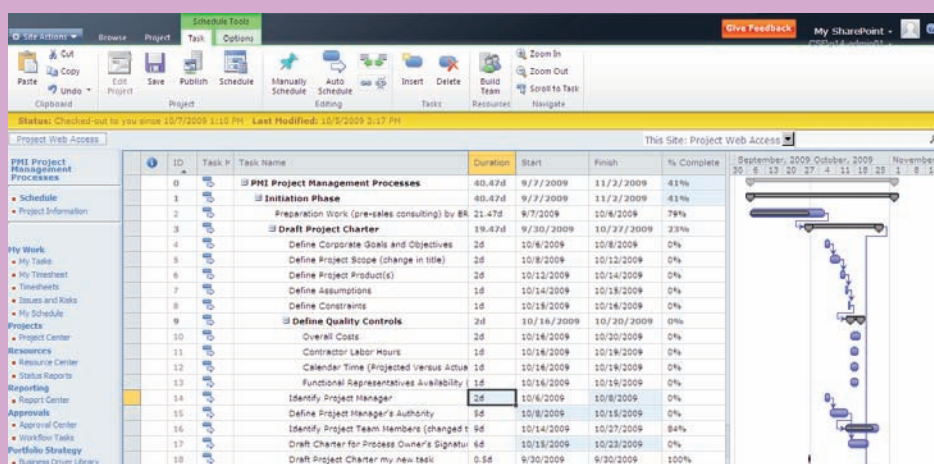 Schedule Tools
Site Actions Browse Project Task Options
Give Feedback My SharePoint
Paste Cut Copy Undo
Edit Project Save Publish Schedule
Manually Schedule Auto Schedule
Insert Delete Build Team
Zoom In
Zoom Out
Scroll to Task
Clipboard Project Editing Tasks Resources Navigate
Status: Checked-out to you since 10/7/2009 1:10 PM Last Modified: 10/5/2009 3:17 PM
Project Web Access This Site: Project Web Access
PMI Project Management Processes
Schedule
Project Information
My Work
My Tasks
My Timesheet
Timesheets
Issues and Risks
My Schedule
Projects
Project Center
Resources
Resource Center
Status Reports
Reporting
Report Center
Approvals
Approval Center
Workflow Tasks
Portfolio Strategy
Business Driver Library
ID Task Task Name Duration Start Finish % Complete
September, 2009 October, 2009 November
30 6 13 20 27 4 11 18 25 1 8
0 PMI Project Management Processes 40.47d 9/7/2009 11/2/2009 41%
1 Initiation Phase 40.47d 9/7/2009 11/2/2009 41%
2 Preparation Work (pre-sales consulting) by 21.47d 9/7/2009 10/6/2009 79%
3 Draft Project Charter 19.47d 9/30/2009 10/27/2009 23%
4 Define Corporate Goals and Objectives 2d 10/6/2009 10/8/2009 0%
5 Define Project Scope (change in title) 2d 10/8/2009 10/12/2009 0%
6 Define Project Product(s) 2d 10/12/2009 10/14/2009 0%
7 Define Assumptions 1d 10/14/2009 10/15/2009 0%
8 Define Constraints 1d 10/15/2009 10/16/2009 0%
9 Define Quality Controls 2d 10/16/2009 10/20/2009 0%
10 Overall Costs 2d 10/16/2009 10/20/2009 0%
11 Contractor Labor Hours 1d 10/16/2009 10/19/2009 0%
12 Calendar Time (Projected Versus Actua 1d 10/16/2009 10/19/2009 0%
13 Functional Representatives Availability ( 1d 10/16/2009 10/19/2009 0%
14 Identify Project Manager 2d 10/6/2009 10/8/2009 0%
15 Define Project Manager's Authority 5d 10/8/2009 10/15/2009 0%
16 Identify Project Team Members (changed t 9d 10/14/2009 10/27/2009 84%
17 Draft Charter for Process Owner's Signatu 6d 10/15/2009 10/23/2009 0%
18 Draft Project Charter my new task 0.5d 9/30/2009 9/30/2009 100%